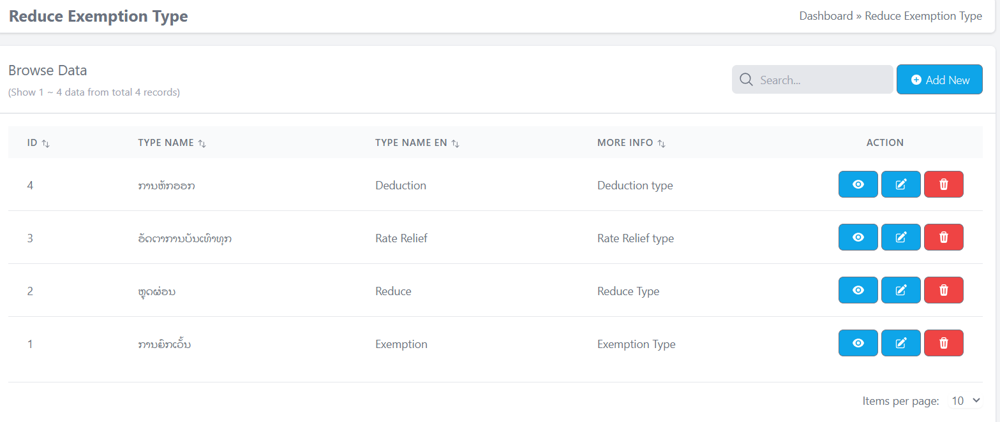 Reduce Exemption Type
Dashboard » Reduce Exemption Type
Browse Data
(Show 1 ~ 4 data from total 4 records)
Search...
Add New
ID TYPE NAME TYPE NAME EN MORE INFO ACTION
4 ການຫັກອອກ Deduction Deduction type
3 ອັດຕາການບັນເທົາທຸກ Rate Relief Rate Relief type
2 ຫຼຸດຜ່ອນ Reduce Reduce Type
1 ການຍົກເວັ້ນ Exemption Exemption Type
Items per page: 10